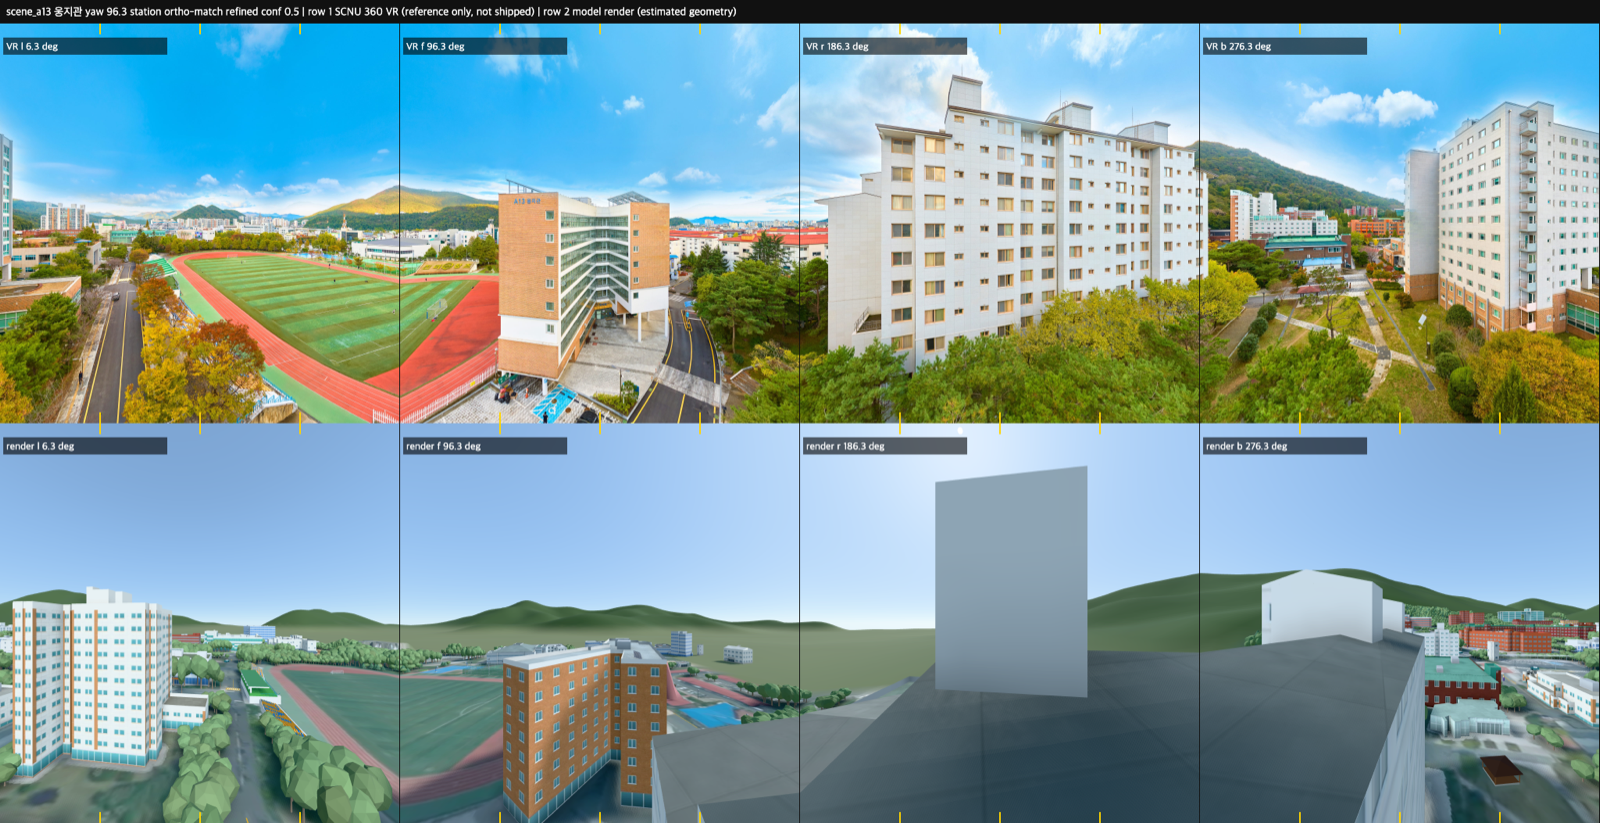 scene_a13 웅지관 yaw 96.3 station ortho-match refined conf 0.5 | row 1 SCNU 360 VR (reference only, not shipped) | row 2 model render (estimated geometry)
VR l 6.3 deg
VR f 96.3 deg
VR r 186.3 deg
VR b 276.3 deg
render l 6.3 deg
render f 96.3 deg
render r 186.3 deg
render b 276.3 deg